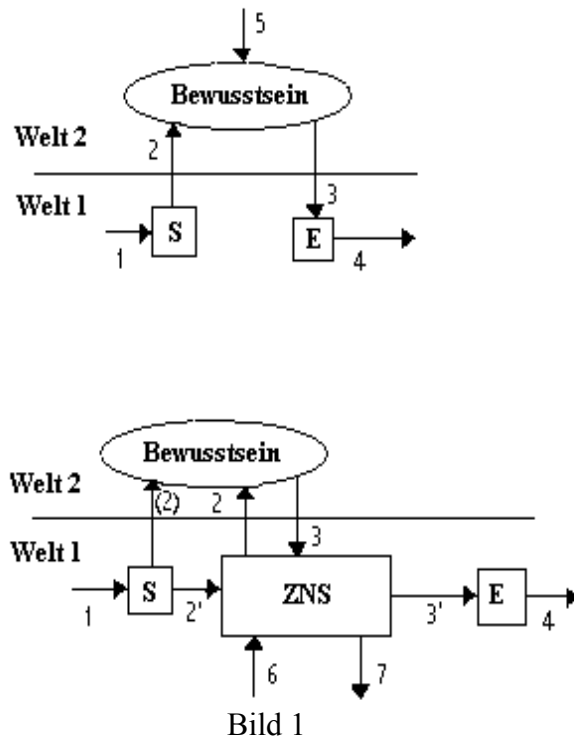 5
Bewusstsein
Welt 2
2
3
Welt 1
S
E
1
4
Bewusstsein
Welt 2
(2)
2
3
Welt 1
S
ZNS
E
1
2'
3'
4
6
7
Bild 1